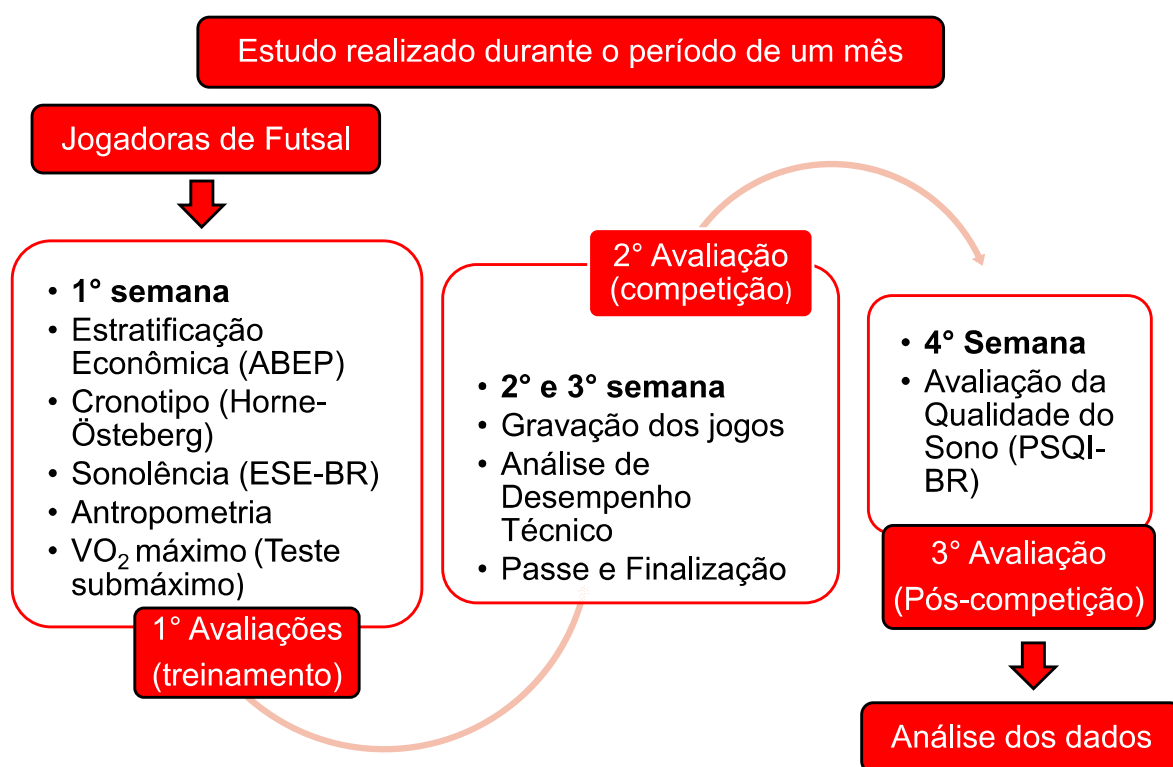 Estudo realizado durante o período de um mês
Jogadoras de Futsal
• 1° semana
• Estratificação
Econômica (ABEP)
• Cronotipo (Horne-
Östeberg)
• Sonolência (ESE-BR)
• Antropometria
• VO₂ máximo (Teste
submáximo)
1° Avaliações
(treinamento)
2° Avaliação
(competição)
• 2° e 3° semana
• Gravação dos jogos
• Análise de
Desempenho
Técnico
• Passe e Finalização
• 4° Semana
• Avaliação da
Qualidade do
Sono (PSQI-
BR)
3° Avaliação
(Pós-competição)
Análise dos dados